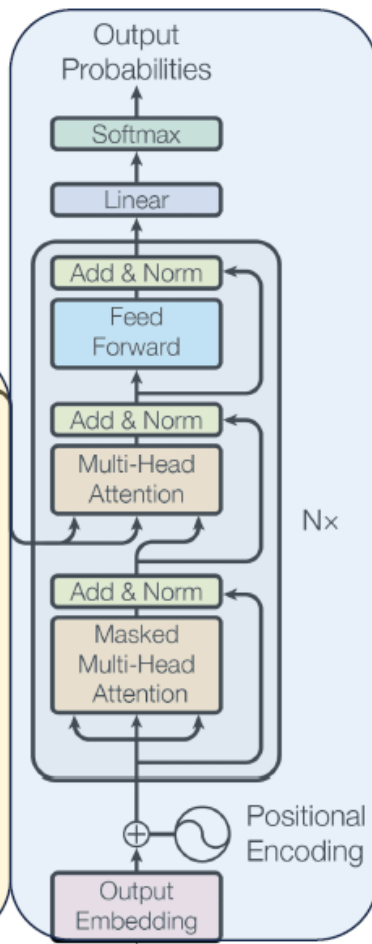 Output
Probabilities
Softmax
Linear
Add & Norm
Feed
Forward
Add & Norm
Multi-Head
Attention
N×
Add & Norm
Masked
Multi-Head
Attention
Positional
Encoding
Output
Embedding